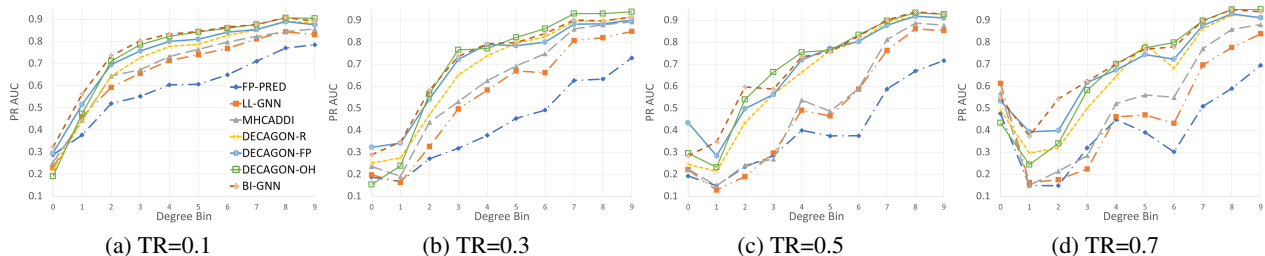 PR AUC
1
0.9
0.8
0.7
0.6
0.5
0.4
0.3
0.2
0.1
FP-PRED
LL-GNN
MHCADDI
DECAGON-R
DECAGON-FP
DECAGON-OH
BI-GNN
0 1 2 3 4 5 6 7 8 9
Degree Bin
(a) TR=0.1
PR AUC
1
0.9
0.8
0.7
0.6
0.5
0.4
0.3
0.2
0.1
0 1 2 3 4 5 6 7 8 9
Degree Bin
(b) TR=0.3
PR AUC
1
0.9
0.8
0.7
0.6
0.5
0.4
0.3
0.2
0.1
0 1 2 3 4 5 6 7 8 9
Degree Bin
(c) TR=0.5
PR AUC
1
0.9
0.8
0.7
0.6
0.5
0.4
0.3
0.2
0.1
0 1 2 3 4 5 6 7 8 9
Degree Bin
(d) TR=0.7